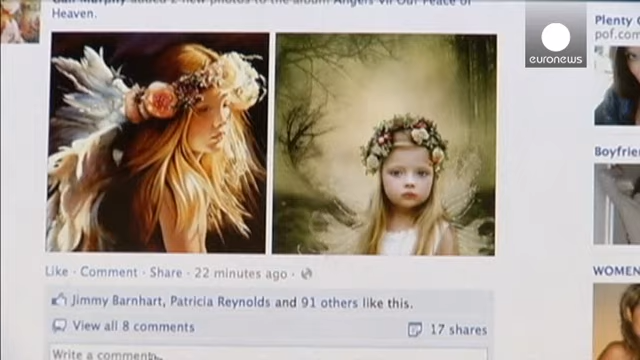 added 2 new photos to the album Angels VII Our Peace of
Heaven.
euronews
Plenty
pof.com
Like · Comment · Share · 22 minutes ago ·
Jimmy Barnhart, Patricia Reynolds and 91 others like this.
View all 8 comments
17 shares
Write a comment
Boyfrie
WOMEN